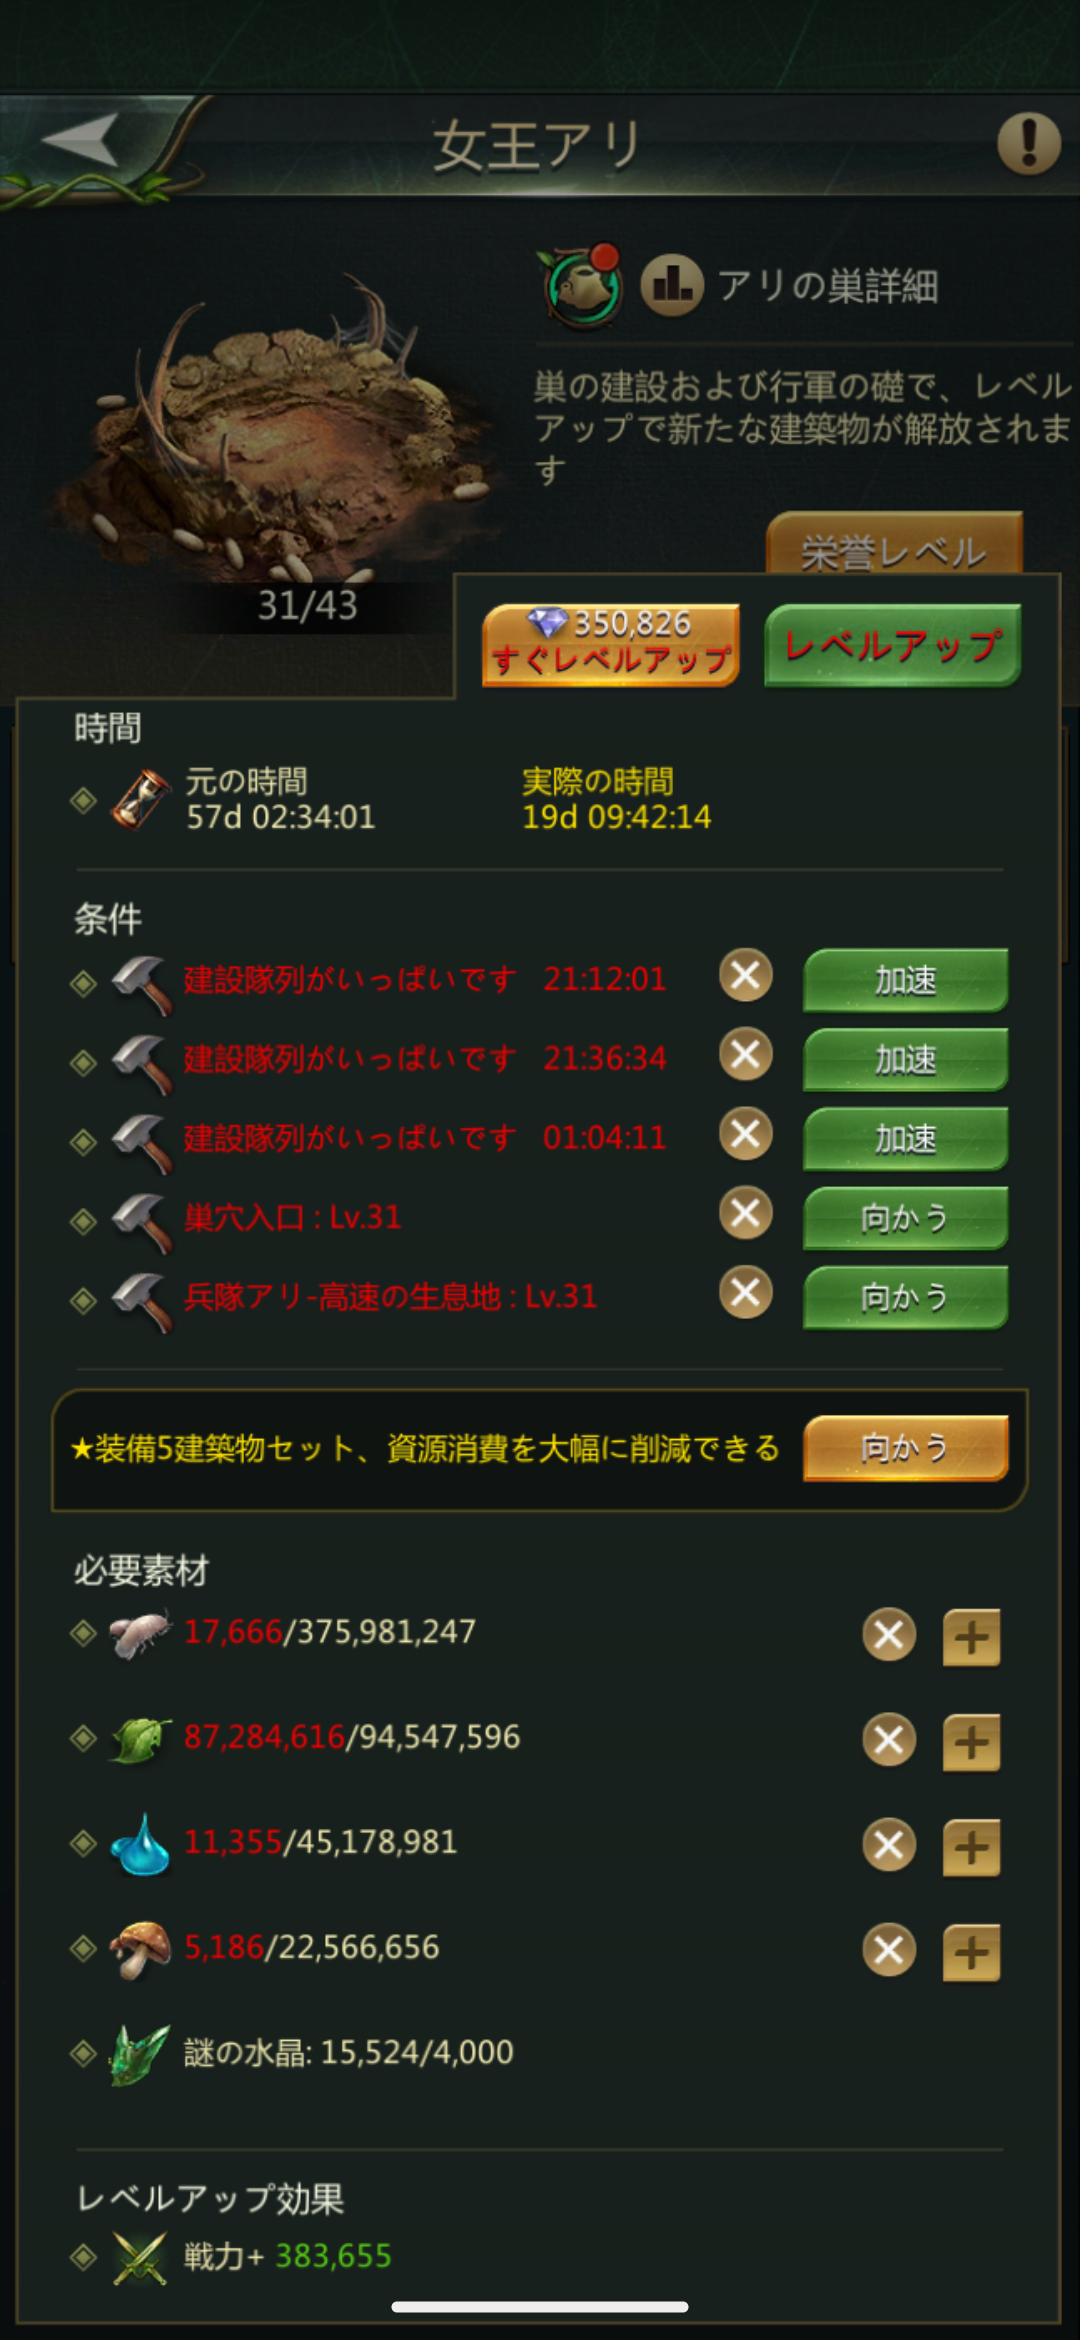 女王アリ
アリの巣詳細
巣の建設および行軍の礎で、レベル
アップで新たな建築物が解放されま
す
栄誉レベル
31/43
350,826
すぐレベルアップ
レベルアップ
時間
元の時間 実際の時間
57d 02:34:01 19d 09:42:14
条件
建設隊列がいっぱいです 21:12:01 加速
建設隊列がいっぱいです 21:36:34 加速
建設隊列がいっぱいです 01:04:11 加速
巣穴入口 : Lv.31 向かう
兵隊アリ-高速の生息地 : Lv.31 向かう
★装備5建築物セット、資源消費を大幅に削減できる 向かう
必要素材
17,666/375,981,247
87,284,616/94,547,596
11,355/45,178,981
5,186/22,566,656
謎の水晶: 15,524/4,000
レベルアップ効果
戦力+ 383,655